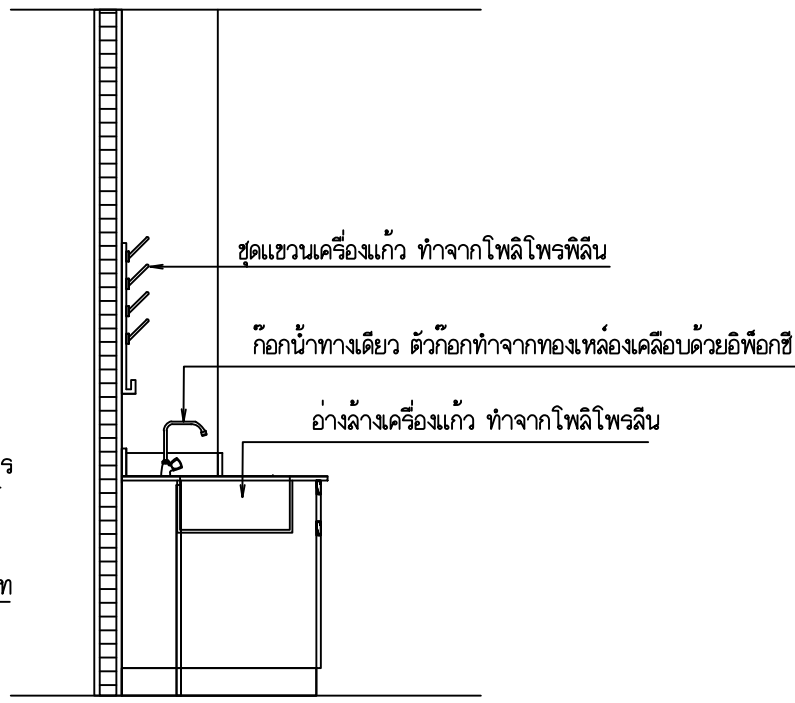 ชุดแขวนเครื่องแก้ว ทำจากโพลิโพรพิลีน
ก๊อกน้ำทางเดียว ตัวก๊อกทำจากทองเหล์องเคลือบด้วยอิพ็อกซี
อ่างล้างเครื่องแก้ว ทำจากโพลิโพรลีน
ร
ท